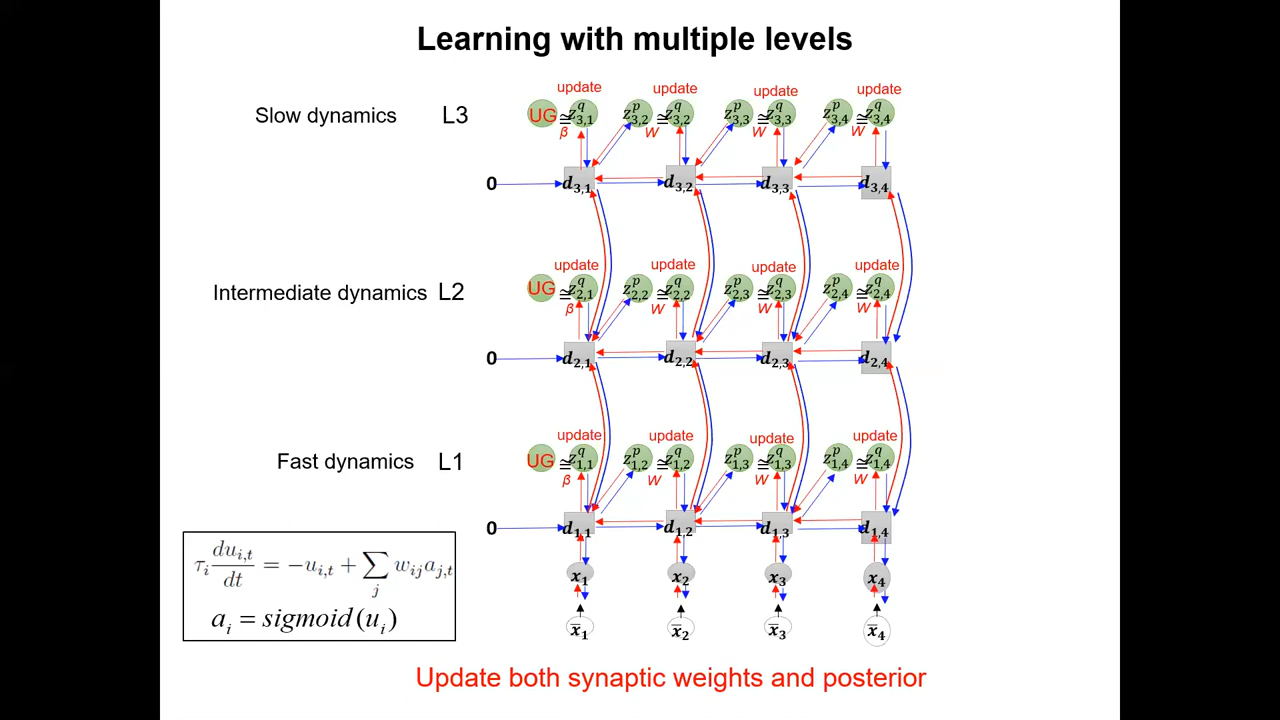 Learning with multiple levels
update update update update
Slow dynamics L3 UG ≅ z^q_{3,1} z^p_{3,2} ≅ z^q_{3,2} z^p_{3,3} ≅ z^q_{3,3} z^p_{3,4} ≅ z^q_{3,4}
β W W W
0 d_{3,1} d_{3,2} d_{3,3} d_{3,4}
update update update update
Intermediate dynamics L2 UG ≅ z^q_{2,1} z^p_{2,2} ≅ z^q_{2,2} z^p_{2,3} ≅ z^q_{2,3} z^p_{2,4} ≅ z^q_{2,4}
β W W W
0 d_{2,1} d_{2,2} d_{2,3} d_{2,4}
update update update update
Fast dynamics L1 UG ≅ z^q_{1,1} z^p_{1,2} ≅ z^q_{1,2} z^p_{1,3} ≅ z^q_{1,3} z^p_{1,4} ≅ z^q_{1,4}
β W W W
0 d_{1,1} d_{1,2} d_{1,3} d_{1,4}
τ_i du_{i,t}/dt = −u_{i,t} + ∑_j w_{ij}a_{j,t}
a_i = sigmoid(u_i)
x_1 x_2 x_3 x_4
x̄_1 x̄_2 x̄_3 x̄_4
Update both synaptic weights and posterior